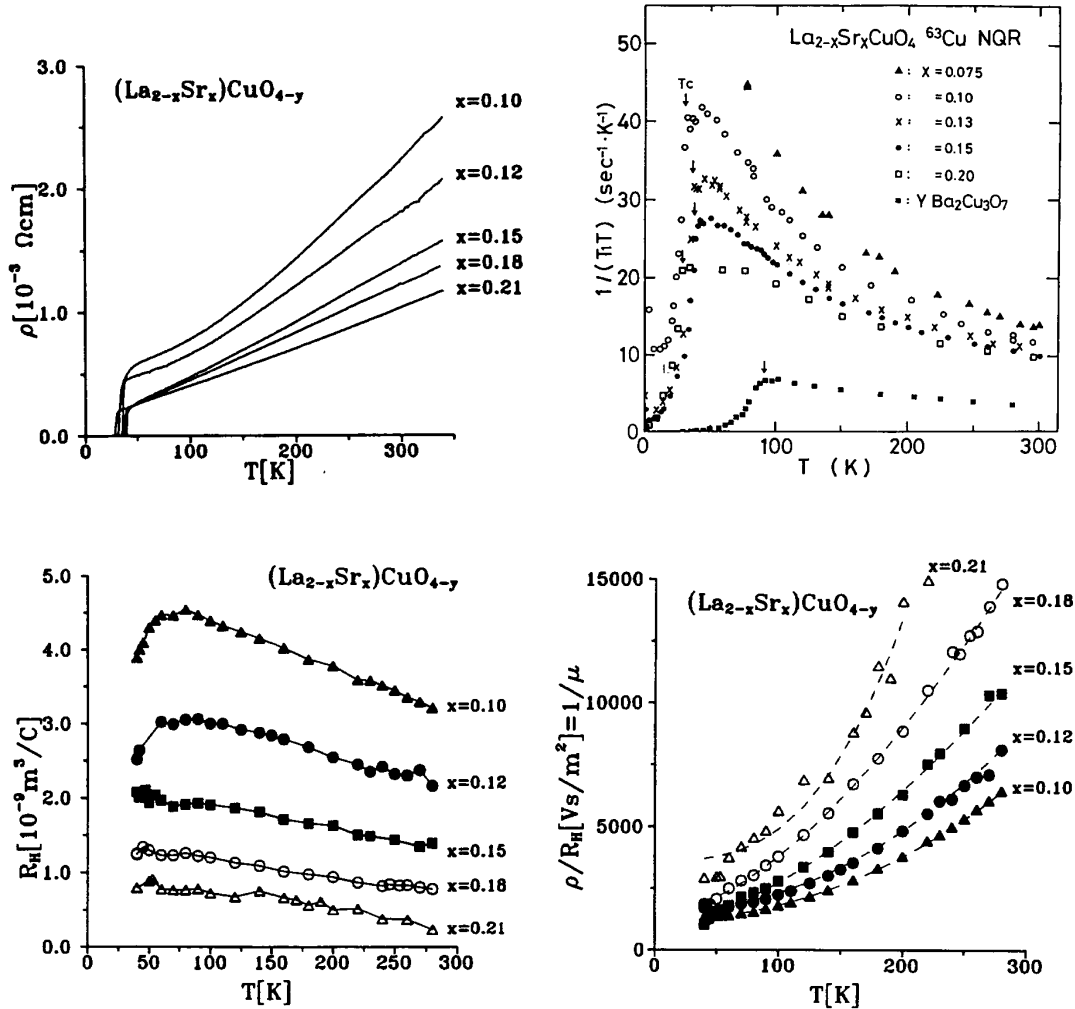 3.0
2.0
1.0
0.0
ρ[10⁻³ Ωcm]
(La₂₋ₓSrₓ)CuO₄₋y
x=0.10
x=0.12
x=0.15
x=0.18
x=0.21
0
100
200
300
T[K]
50
40
30
20
10
0
1/(T₁T) (sec⁻¹·K⁻¹)
La₂₋ₓSrₓCuO₄ ⁶³Cu NQR
▲: X=0.075
○: =0.10
×: =0.13
●: =0.15
□: =0.20
■: YBa₂Cu₃O₇
Tc
0
100
200
300
T (K)
5.0
4.0
3.0
2.0
1.0
0.0
R_H[10⁻⁹m³/C]
(La₂₋ₓSrₓ)CuO₄₋y
x=0.10
x=0.12
x=0.15
x=0.18
x=0.21
0
50
100
150
200
250
300
T[K]
15000
10000
5000
0
ρ/R_H[Vs/m²]=1/μ
(La₂₋ₓSrₓ)CuO₄₋y
x=0.21
x=0.18
x=0.15
x=0.12
x=0.10
0
100
200
300
T[K]